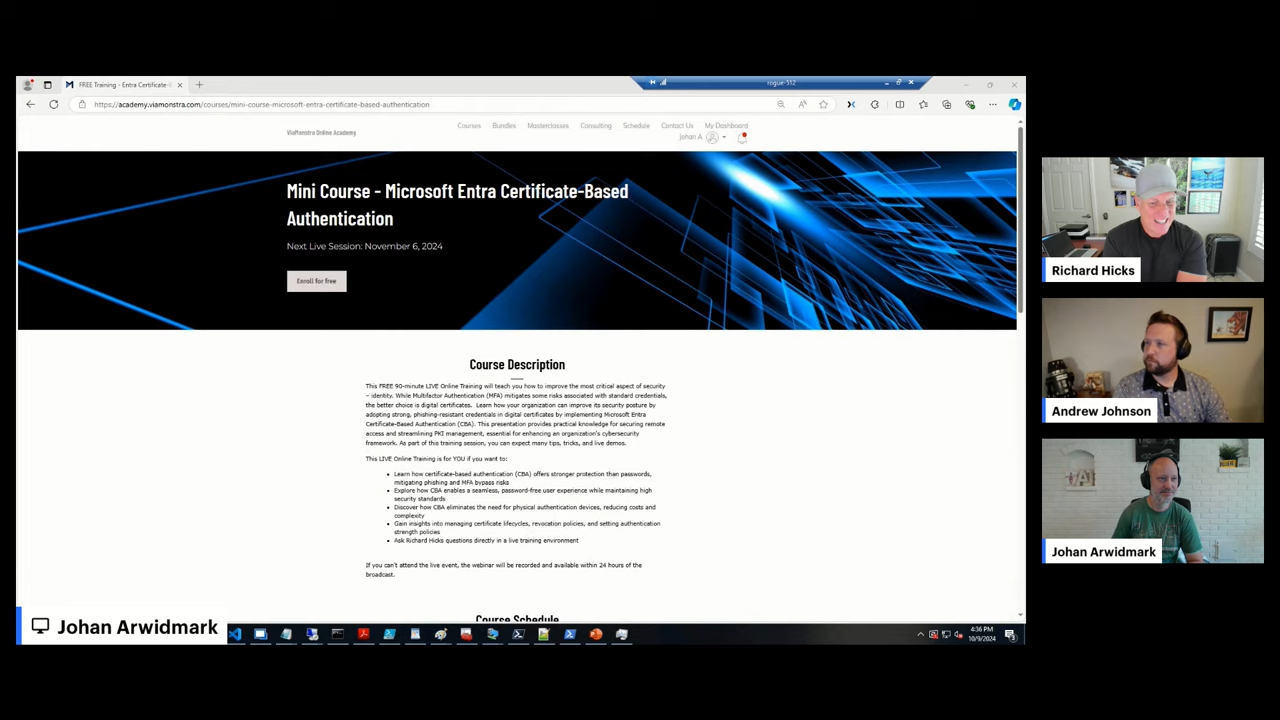 rogue-512
FREE Training - Entra Certificate-
https://academy.viamonstra.com/courses/mini-course-microsoft-entra-certificate-based-authentication
ViaMonstra Online Academy
Courses Bundles Masterclasses Consulting Schedule Contact Us My Dashboard
Johan A
Mini Course - Microsoft Entra Certificate-Based
Authentication
Next Live Session: November 6, 2024
Enroll for free
Course Description
This FREE 90-minute LIVE Online Training will teach you how to improve the most critical aspect of security
– identity. While Multifactor Authentication (MFA) mitigates some risks associated with standard credentials,
the better choice is digital certificates. Learn how your organization can improve its security posture by
adopting strong, phishing-resistant credentials in digital certificates by implementing Microsoft Entra
Certificate-Based Authentication (CBA). This presentation provides practical knowledge for securing remote
access and streamlining PKI management, essential for enhancing an organization's cybersecurity
framework. As part of this training session, you can expect many tips, tricks, and live demos.
This LIVE Online Training is for YOU if you want to:
• Learn how certificate-based authentication (CBA) offers stronger protection than passwords,
mitigating phishing and MFA bypass risks
• Explore how CBA enables a seamless, password-free user experience while maintaining high
security standards
• Discover how CBA eliminates the need for physical authentication devices, reducing costs and
complexity
• Gain insights into managing certificate lifecycles, revocation policies, and setting authentication
strength policies
• Ask Richard Hicks questions directly in a live training environment
If you can't attend the live event, the webinar will be recorded and available within 24 hours of the
broadcast.
Course Schedule
Johan Arwidmark
4:36 PM
10/9/2024
Richard Hicks
Andrew Johnson
Johan Arwidmark